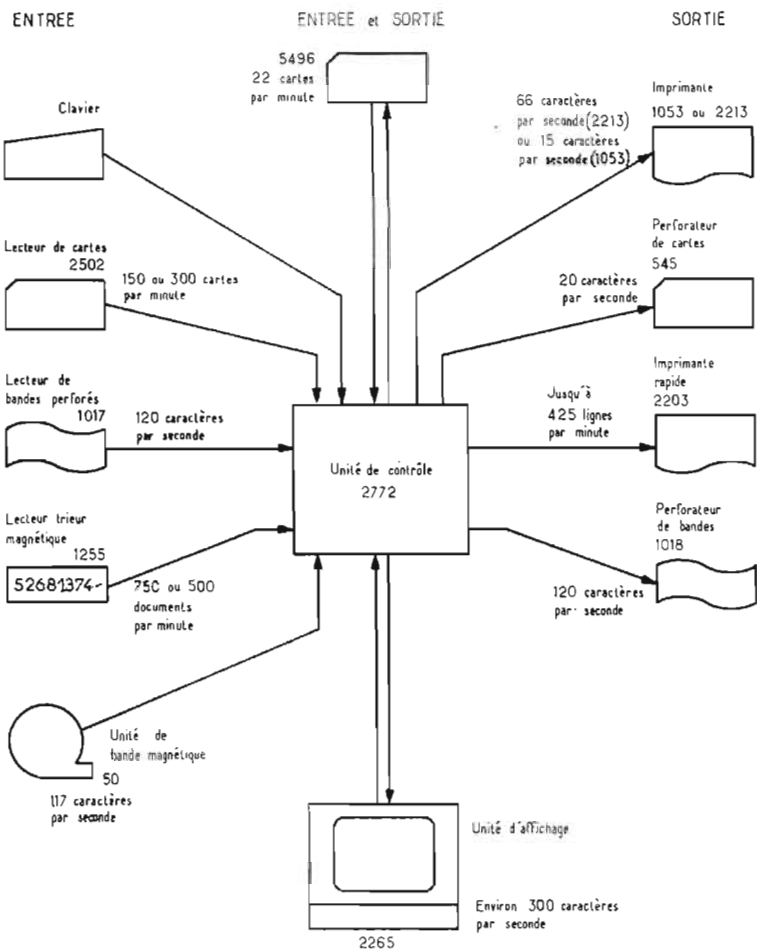 ENTREE
ENTREE et SORTIE
SORTIE
5496
22 cartes
par minute
Clavier
Lecteur de cartes
2502
150 ou 300 cartes
par minute
Lecteur de
bandes perforés
1017
120 caractères
par seconde
Lecteur trieur
magnétique
1255
52681374-
750 ou 500
documents
par minute
Unité de
bande magnétique
50
117 caractères
par seconde
Unité de contrôle
2772
66 caractères
par seconde(2213)
ou 15 caractères
par seconde(1053)
Imprimante
1053 ou 2213
Perforateur
de cartes
545
20 caractères
par seconde
Imprimante
rapide
2203
Jusqu'à
425 lignes
par minute
Perforateur
de bandes
1018
120 caractères
par seconde
Unité d'affichage
Environ 300 caractères
par seconde
2265